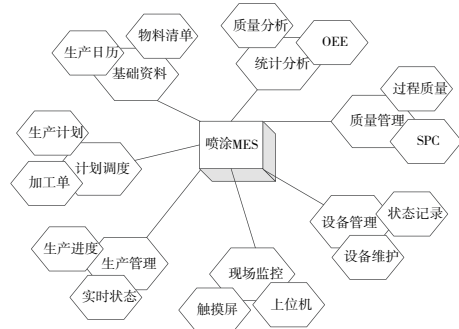 物料清单
生产日历
基础资料
质量分析
OEE
统计分析
过程质量
质量管理
SPC
喷涂MES
生产计划
计划调度
加工单
生产进度
生产管理
实时状态
现场监控
触摸屏
上位机
设备管理
状态记录
设备维护